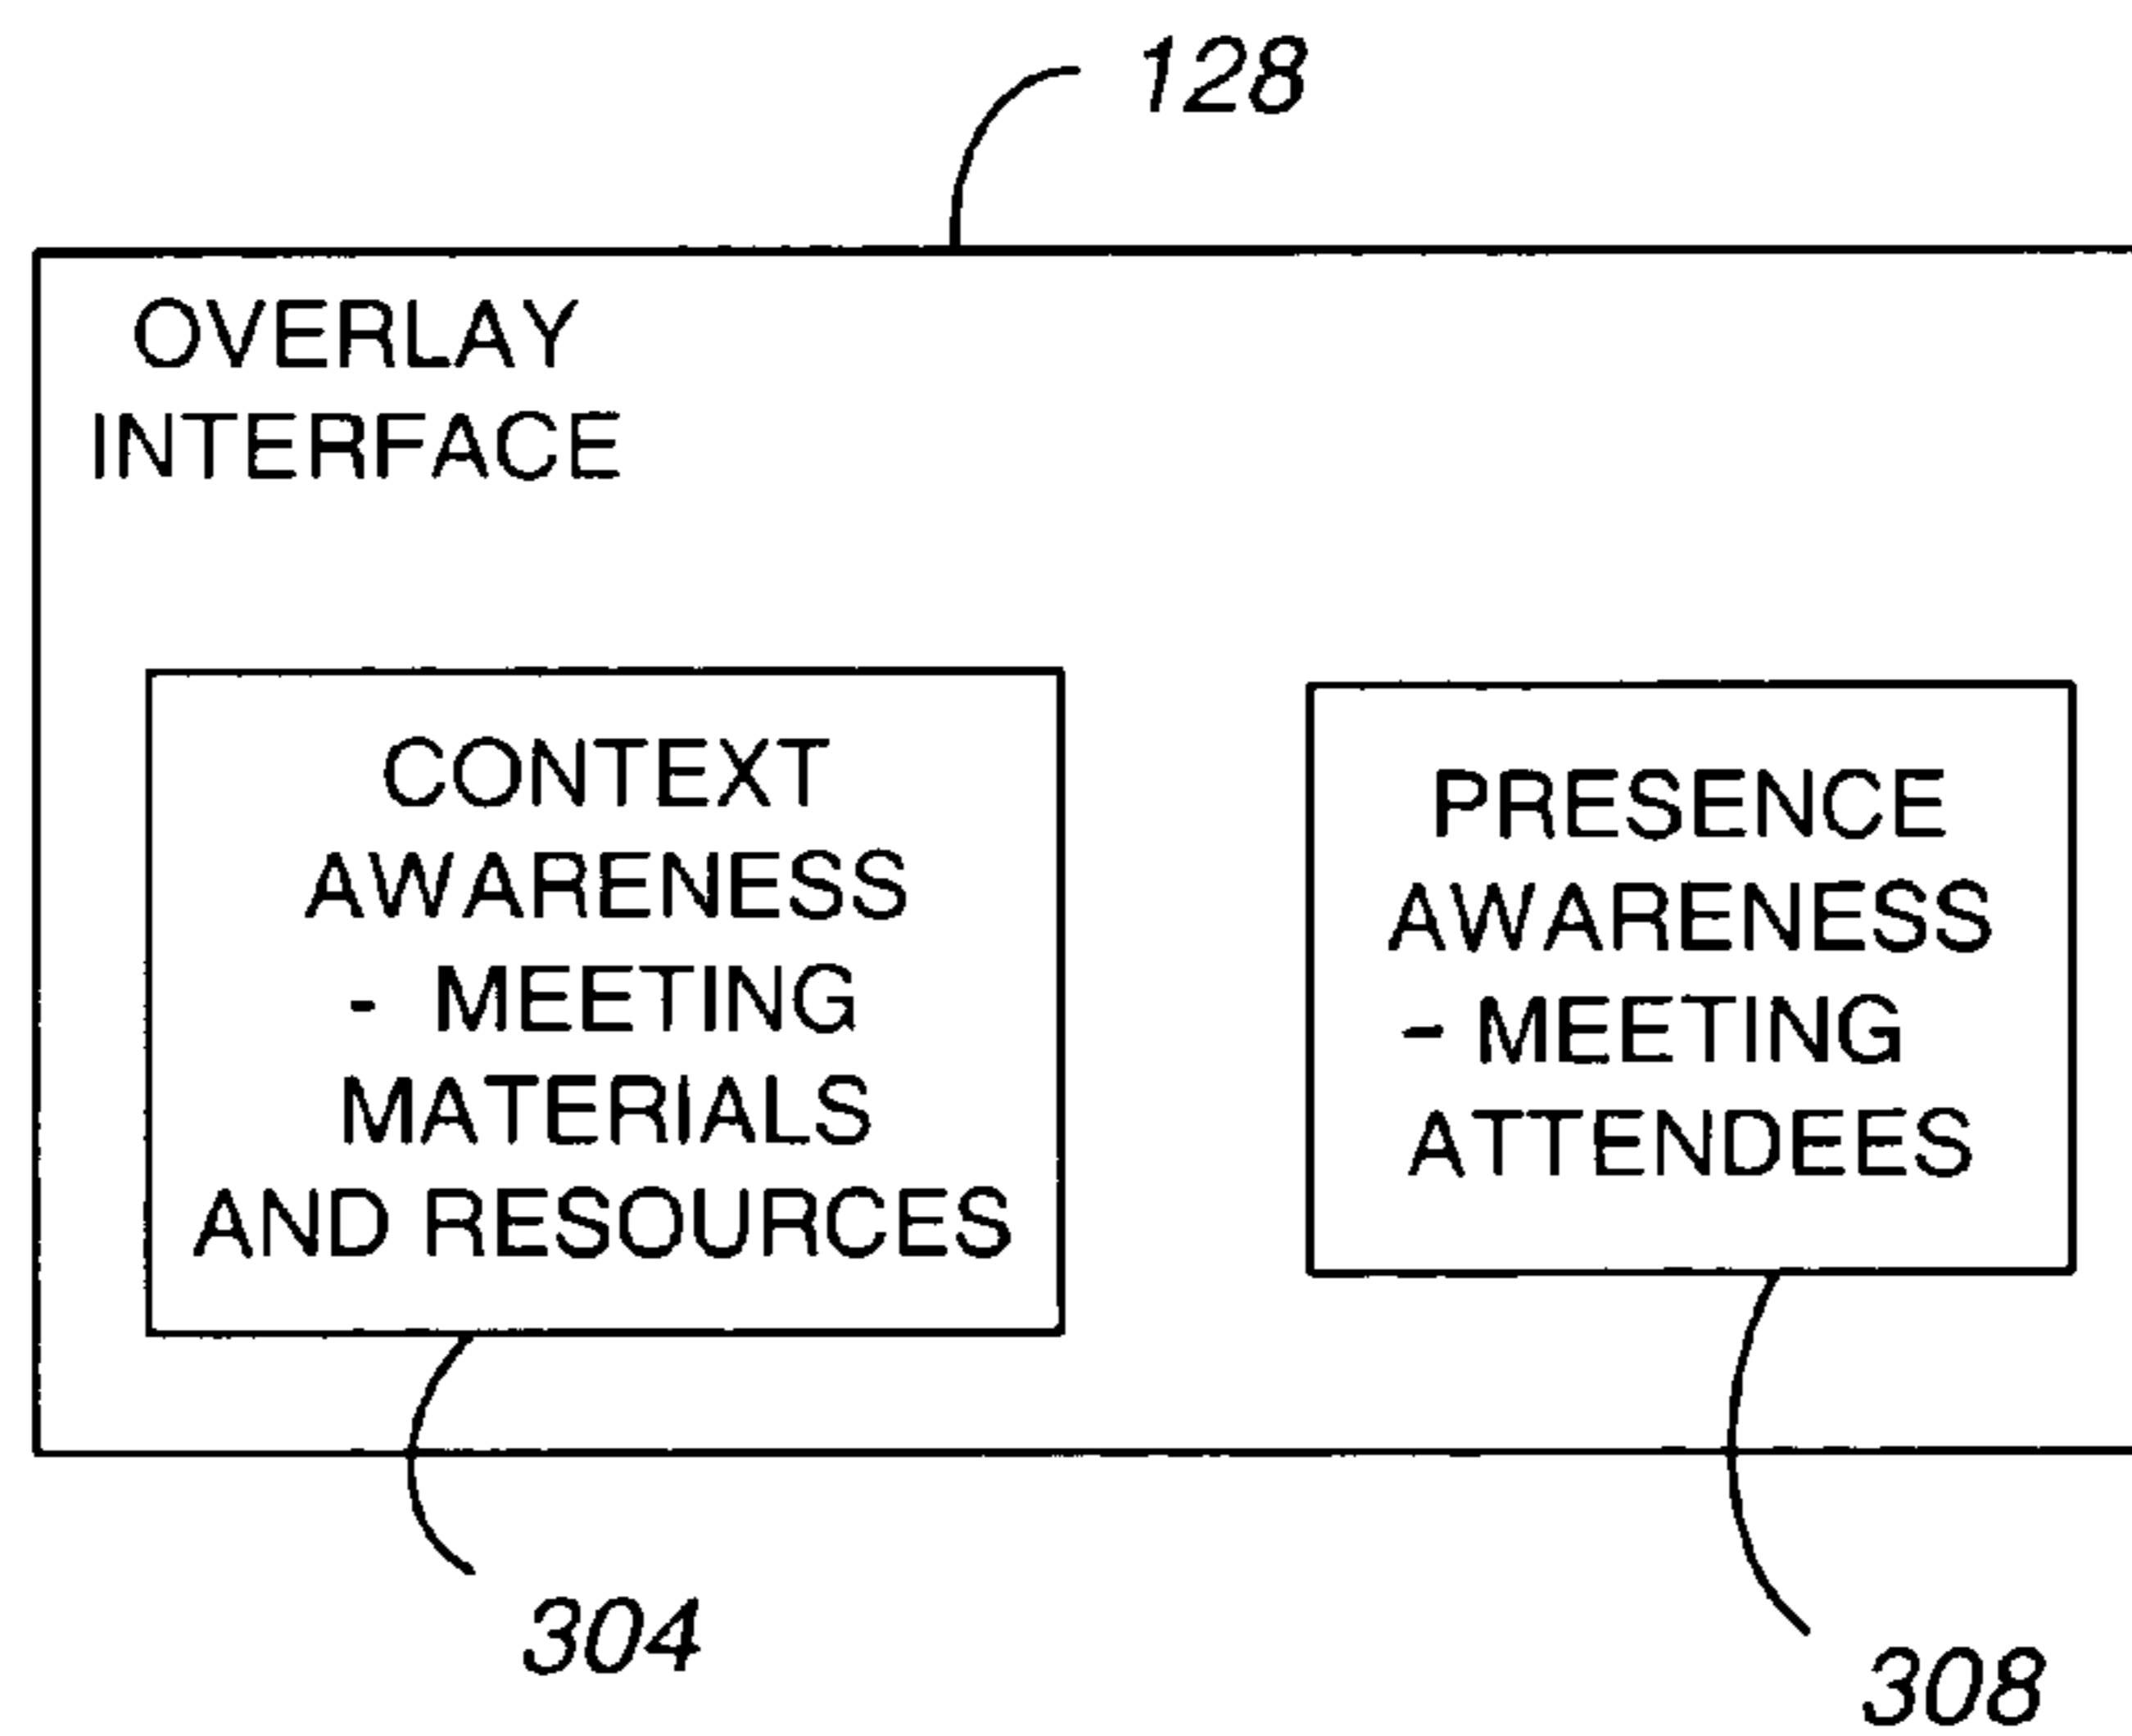 128
OVERLAY
INTERFACE
CONTEXT
AWARENESS
- MEETING
MATERIALS
AND RESOURCES
PRESENCE
AWARENESS
- MEETING
ATTENDEES
304
308